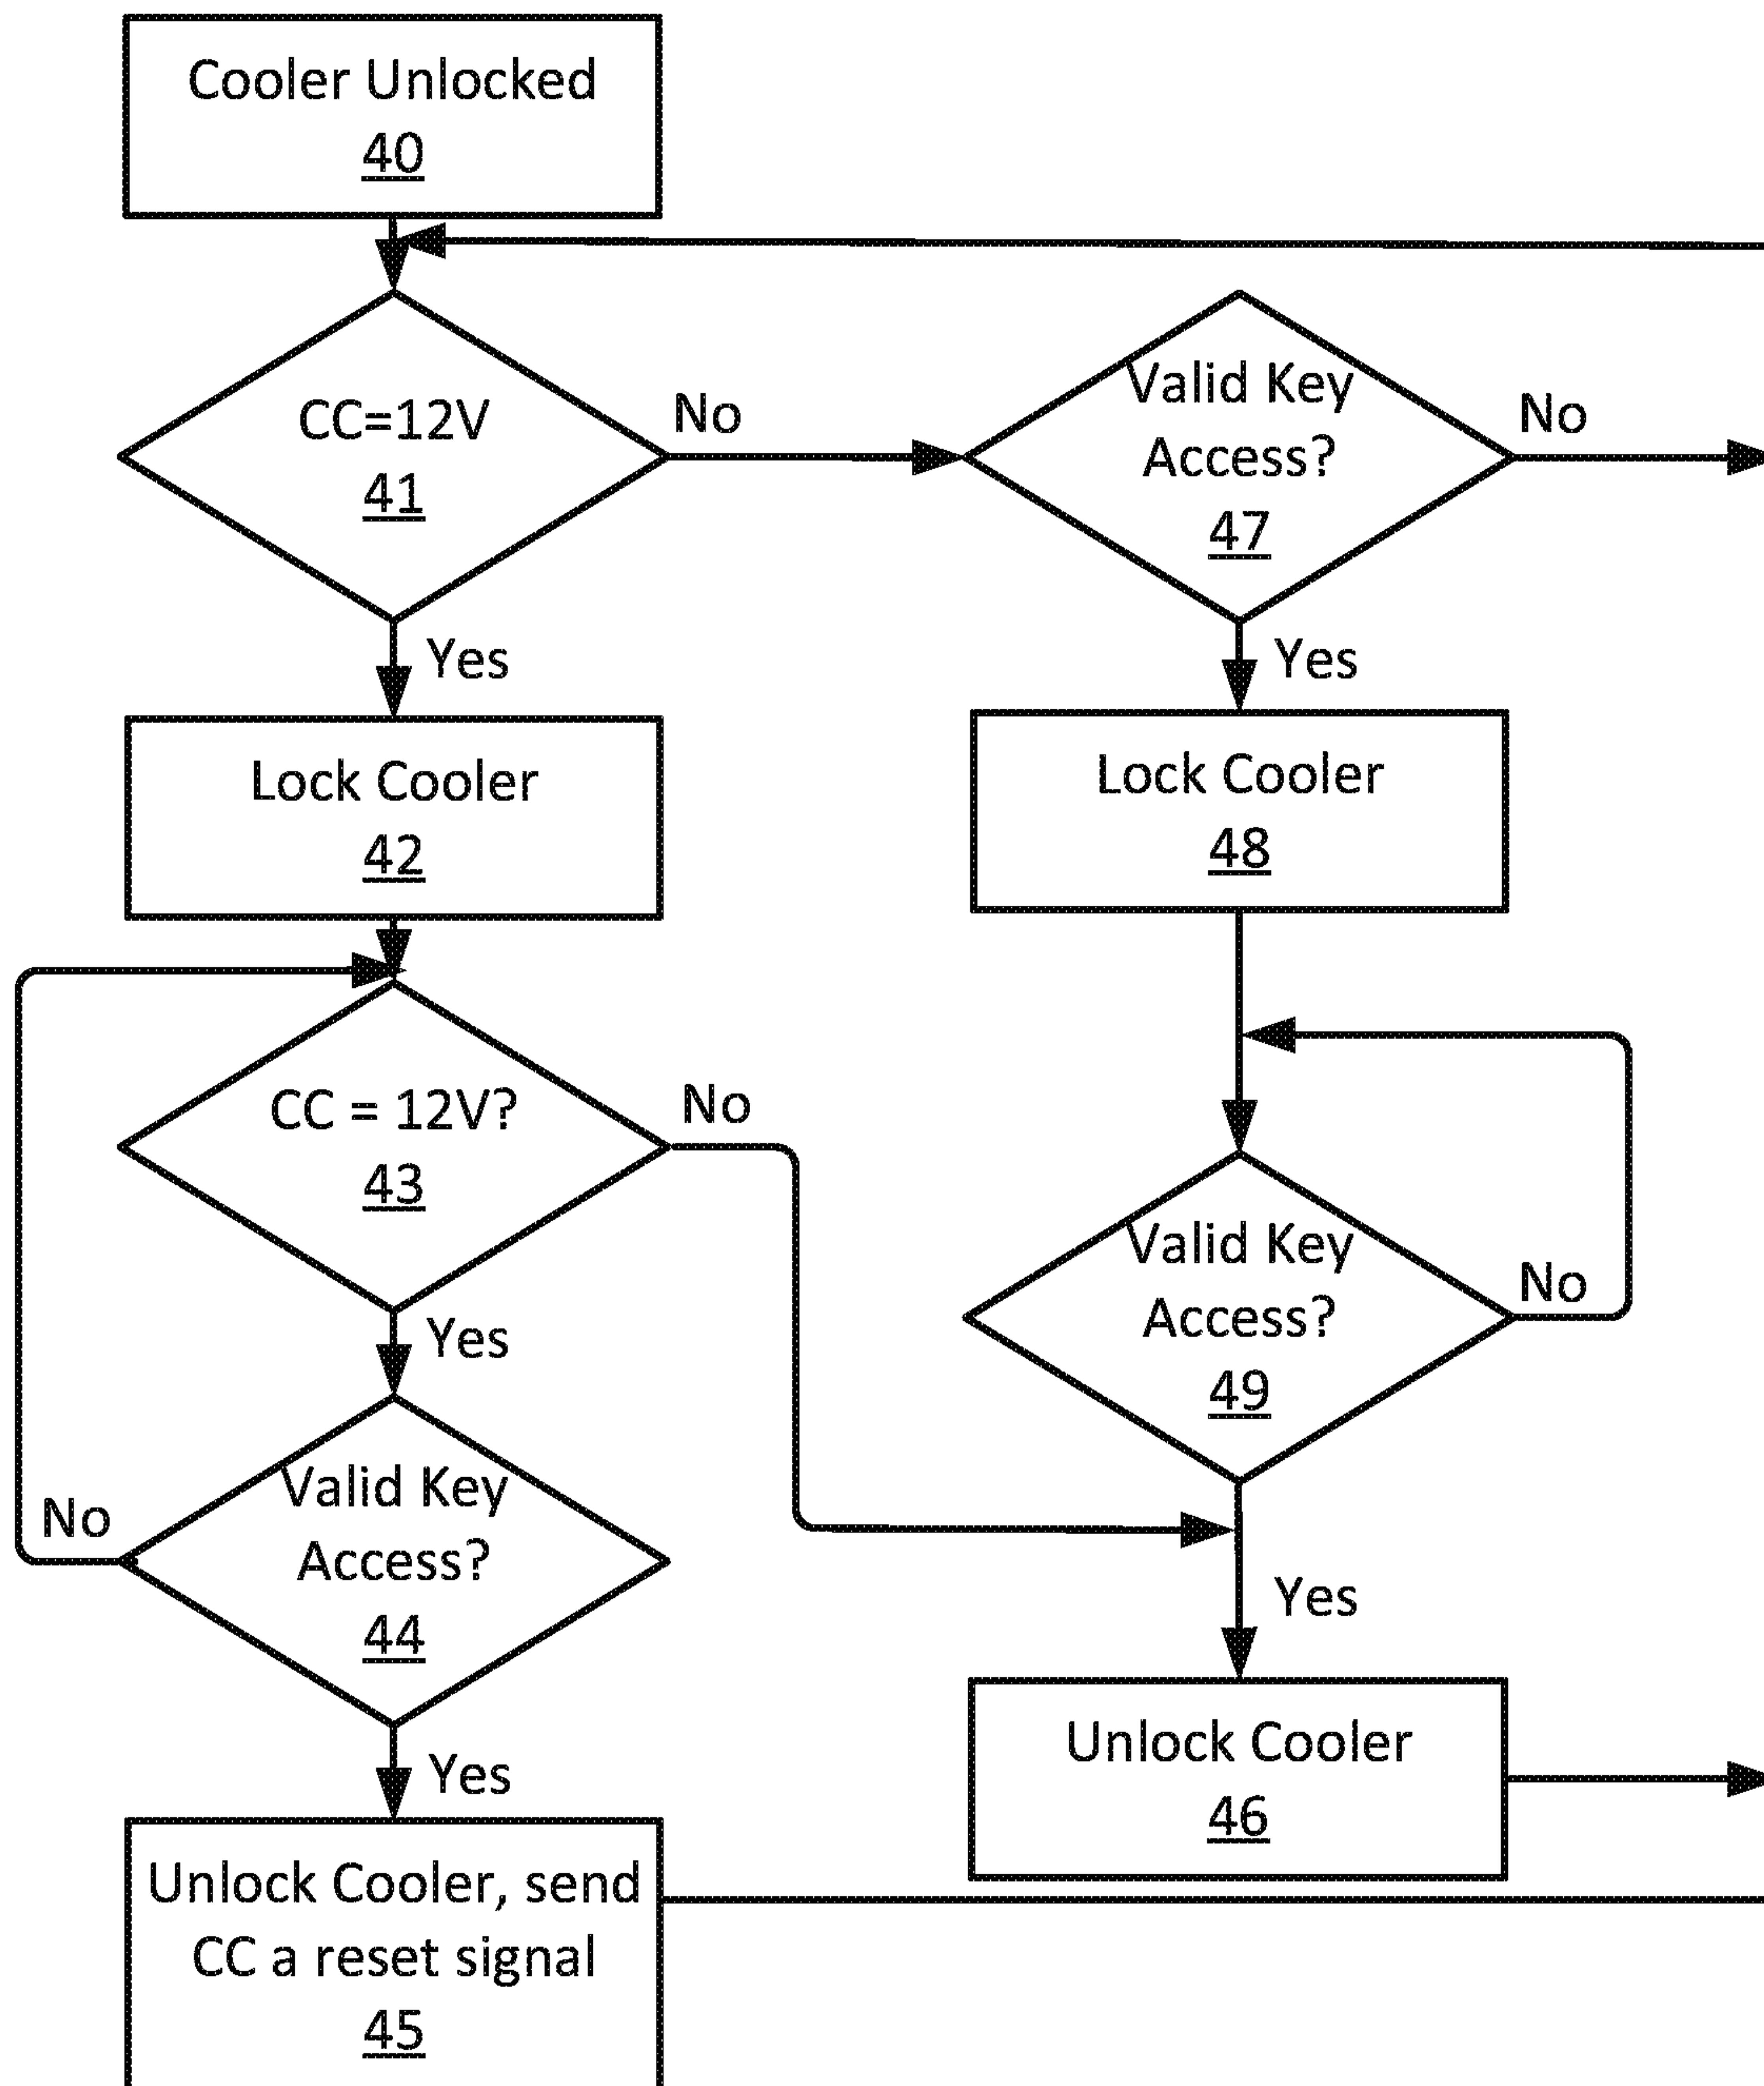 Cooler Unlocked
40
CC=12V
41
No
Valid Key
Access?
47
No
Yes
Yes
Lock Cooler
42
Lock Cooler
48
CC = 12V?
43
No
Yes
Valid Key
Access?
49
No
Valid Key
Access?
44
No
Yes
Yes
Unlock Cooler
46
Unlock Cooler, send
CC a reset signal
45